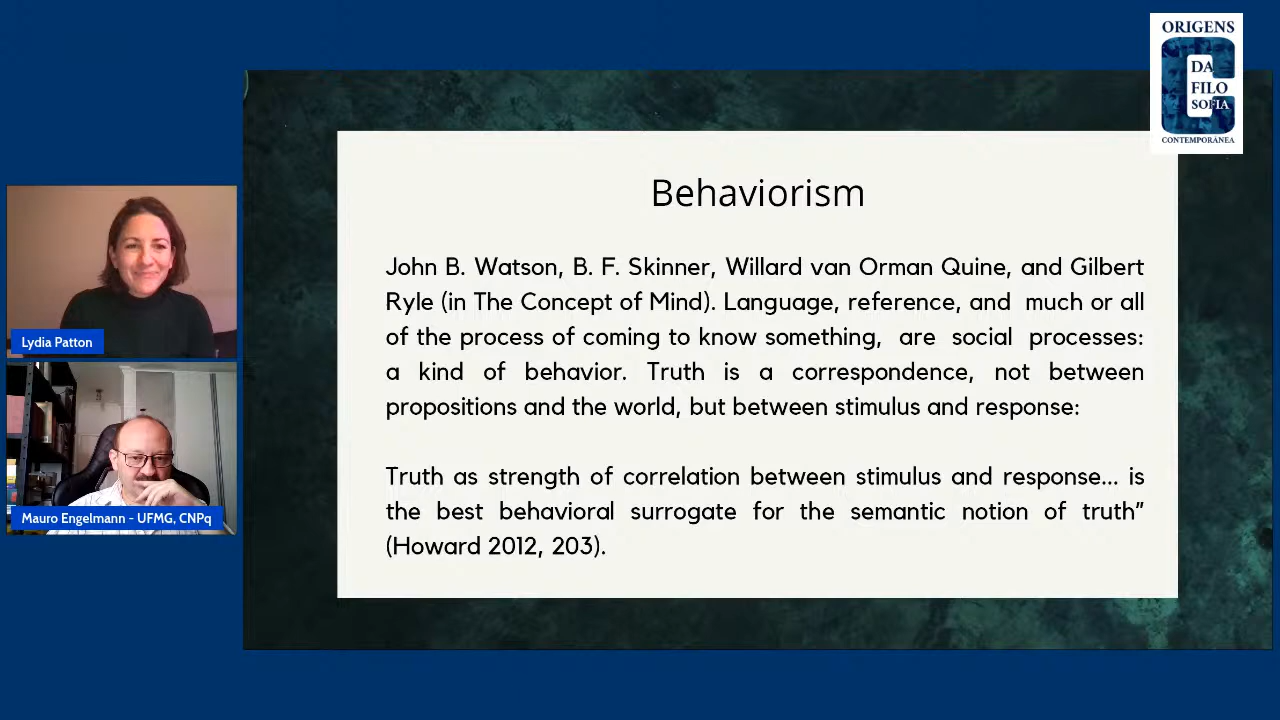 ORIGENS
DA
FILO
SOFIA
CONTEMPORÂNEA
Behaviorism
John B. Watson, B. F. Skinner, Willard van Orman Quine, and Gilbert
Ryle (in The Concept of Mind). Language, reference, and much or all
of the process of coming to know something, are social processes:
a kind of behavior. Truth is a correspondence, not between
propositions and the world, but between stimulus and response:
Truth as strength of correlation between stimulus and response... is
the best behavioral surrogate for the semantic notion of truth”
(Howard 2012, 203).
Lydia Patton
Mauro Engelmann - UFMG, CNPq